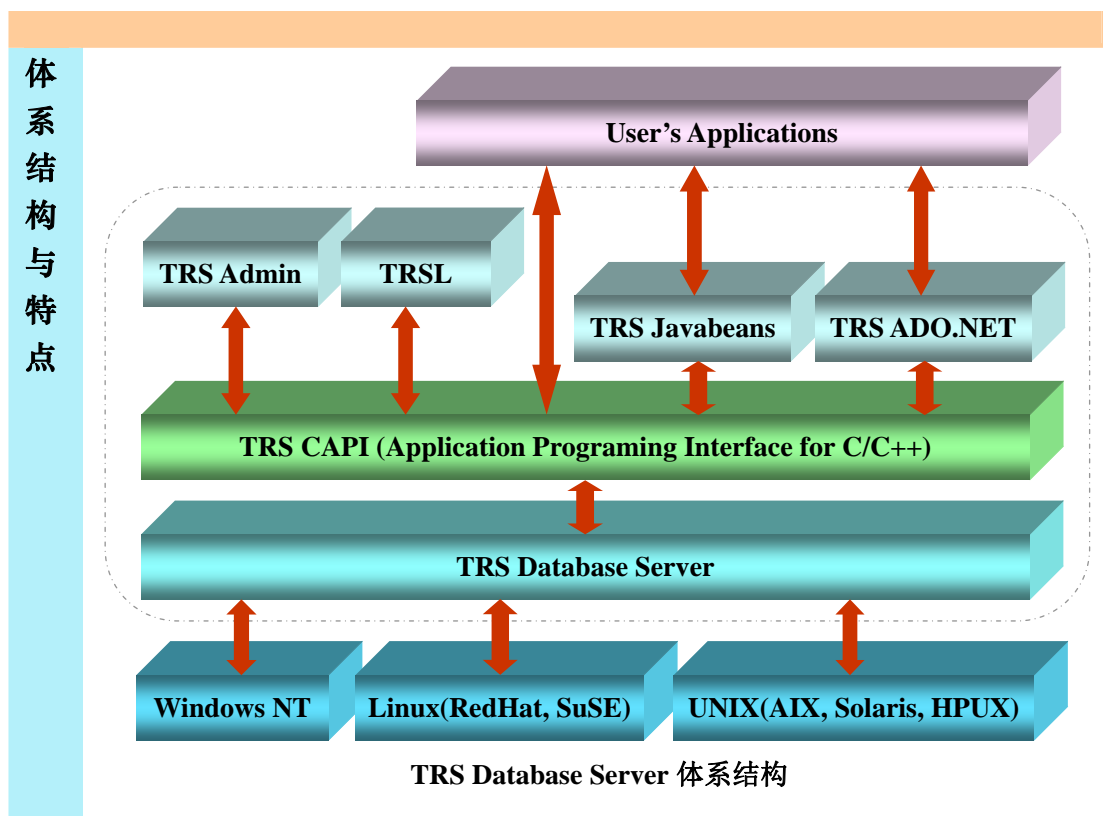 体系结构与特点
User's Applications
TRS Admin
TRSL
TRS Javabeans
TRS ADO.NET
TRS CAPI (Application Programing Interface for C/C++)
TRS Database Server
Windows NT
Linux(RedHat, SuSE)
UNIX(AIX, Solaris, HPUX)
TRS Database Server 体系结构